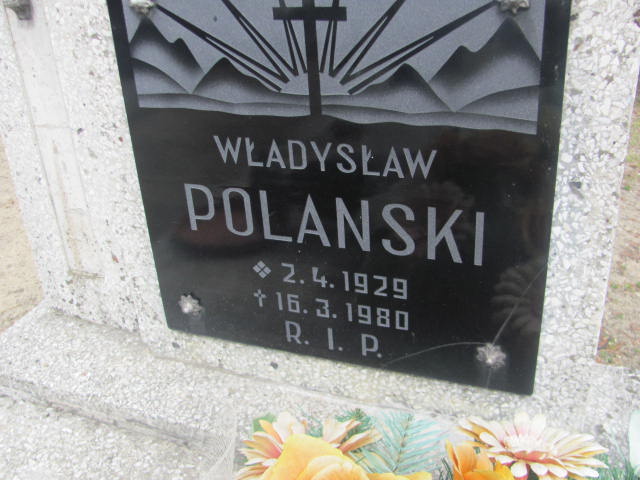 WŁADYSŁAW
POLANSKI
❖ 2.4.1929
† 16.3.1980
R. I. P.